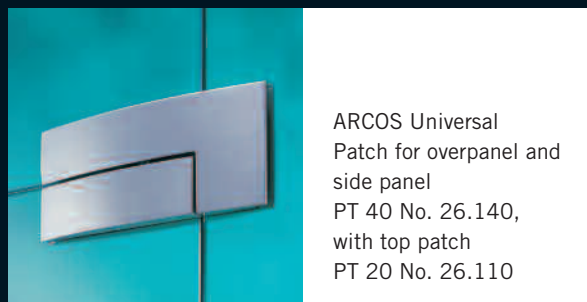 ARCOS Universal
Patch for overpanel and
side panel
PT 40 No. 26.140,
with top patch
PT 20 No. 26.110